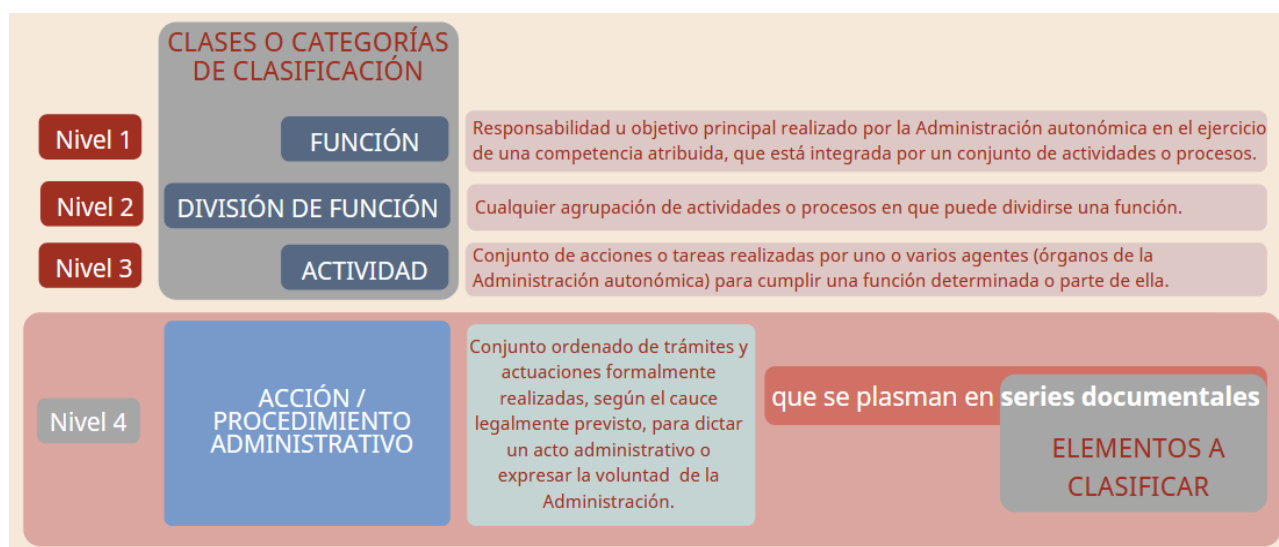 CLASES O CATEGORÍAS
DE CLASIFICACIÓN
Nivel 1
FUNCIÓN
Responsabilidad u objetivo principal realizado por la Administración autonómica en el ejercicio
de una competencia atribuida, que está integrada por un conjunto de actividades o procesos.
Nivel 2
DIVISIÓN DE FUNCIÓN
Cualquier agrupación de actividades o procesos en que puede dividirse una función.
Nivel 3
ACTIVIDAD
Conjunto de acciones o tareas realizadas por uno o varios agentes (órganos de la
Administración autonómica) para cumplir una función determinada o parte de ella.
Nivel 4
ACCIÓN /
PROCEDIMIENTO
ADMINISTRATIVO
Conjunto ordenado de trámites y
actuaciones formalmente
realizadas, según el cauce
legalmente previsto, para dictar
un acto administrativo o
expresar la voluntad de la
Administración.
que se plasman en series documentales
ELEMENTOS A
CLASIFICAR